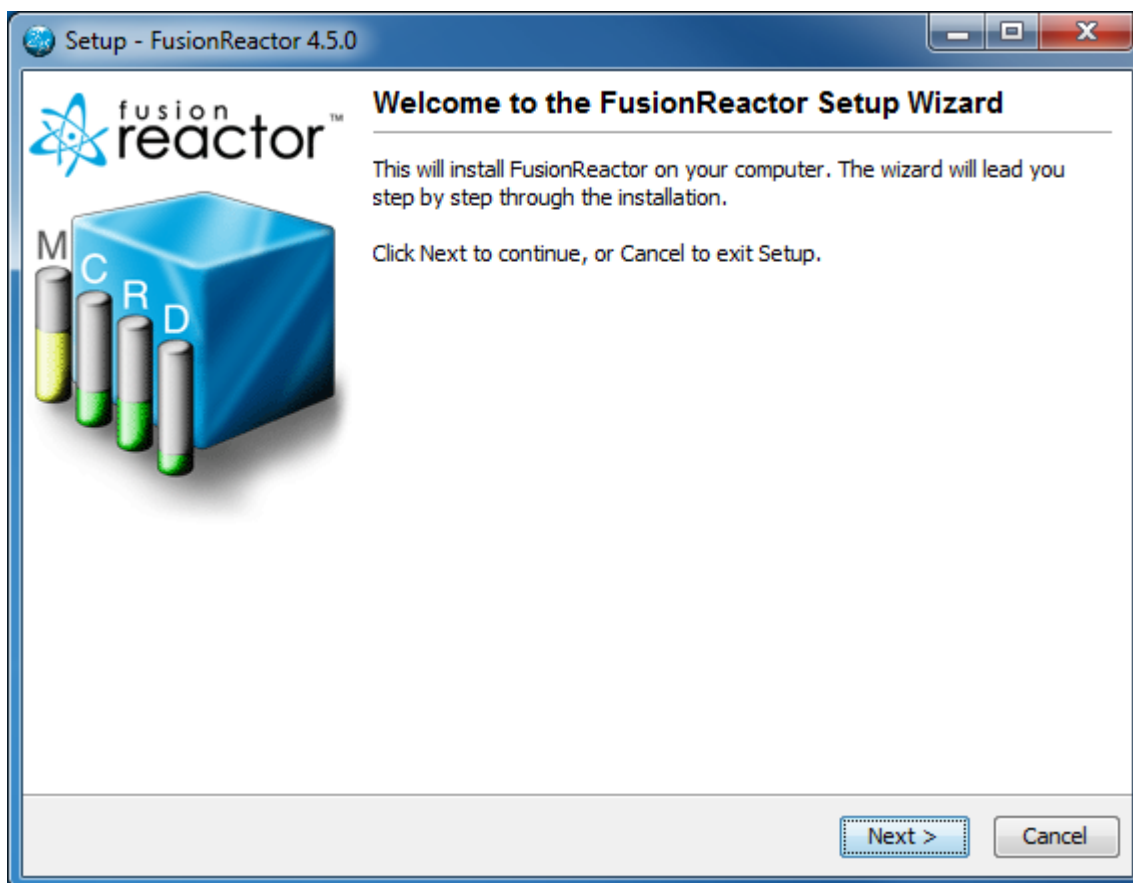 Setup - FusionReactor 4.5.0
fusion
reactor™
M
C
R
D
Welcome to the FusionReactor Setup Wizard
This will install FusionReactor on your computer. The wizard will lead you
step by step through the installation.
Click Next to continue, or Cancel to exit Setup.
Next >
Cancel